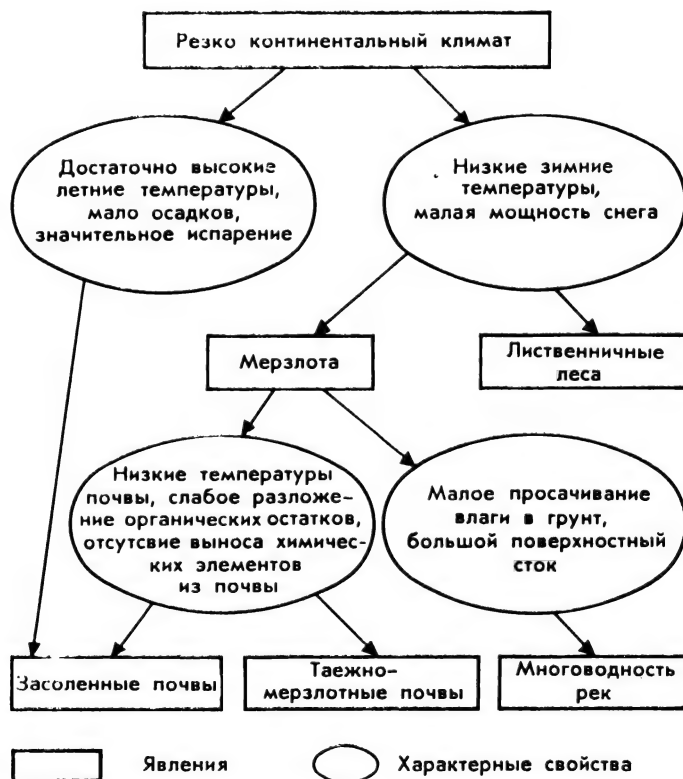 Резко континентальный климат
Достаточно высокие
летние температуры,
мало осадков,
значительное испарение
Низкие зимние
температуры,
малая мощность снега
Мерзлота
Лиственничные
леса
Низкие температуры
почвы, слабое разложе-
ние органических остатков,
отсутсвие выноса химичес-
ких элементов
из почвы
Малое просачивание
влаги в грунт,
большой поверхностный
сток
Засоленные почвы
Таежно-
мерзлотные почвы
Многоводность
рек
Явления
Характерные свойства